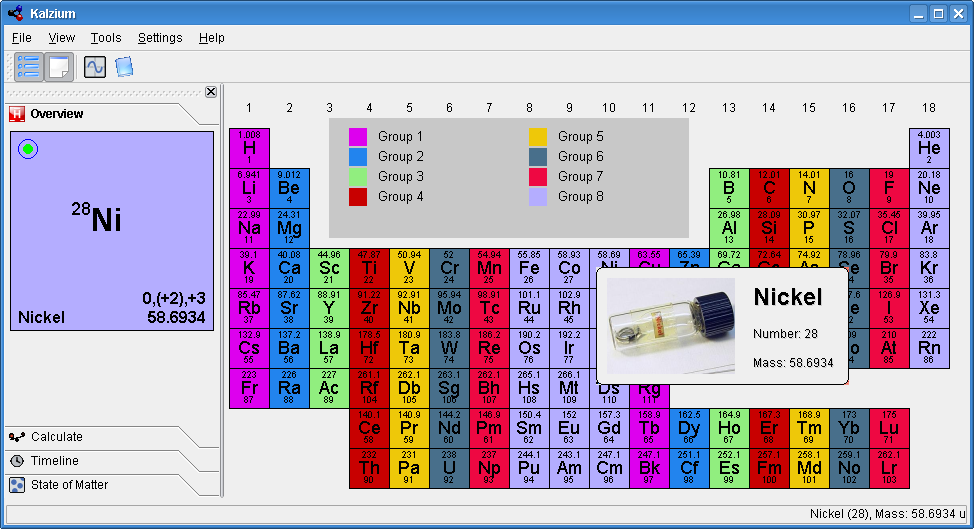 Kalzium
File View Tools Settings Help
Overview
28Ni
0,(+2),+3
Nickel 58.6934
Calculate
Timeline
State of Matter
1 2 3 4 5 6 7 8 9 10 11 12 13 14 15 16 17 18
Group 1 Group 5
Group 2 Group 6
Group 3 Group 7
Group 4 Group 8
1.008 4.003
H He
1 2
6.941 9.012 10.81 12.01 14.01 16 19 20.18
Li Be B C N O F Ne
3 4 5 6 7 8 9 10
22.99 24.31 26.98 28.09 30.97 32.07 35.45 39.95
Na Mg Al Si P S Cl Ar
11 12 13 14 15 16 17 18
39.1 40.08 44.96 47.87 50.94 52 54.94 55.85 58.93 58.69 63.55 65.39 69.72 72.64 74.92 78.96 79.9 83.8
K Ca Sc Ti V Cr Mn Fe Co Ni Cu Zn Ga Ge As Se Br Kr
19 20 21 22 23 24 25 26 27 35 36
85.47 87.62 88.91 91.22 92.91 95.94 98.91 101.1 102.9 126.9 131.3
Rb Sr Y Zr Nb Mo Tc Ru Rh I Xe
37 38 39 40 41 42 43 44 45 53 54
132.9 137.2 138.9 178.5 180.9 183.8 186.2 190.2 192.2 210 222
Cs Ba La Hf Ta W Re Os Ir At Rn
55 56 57 72 73 74 75 76 77 85 86
223 226 227 261.1 262.1 263.1 262.1 265.1 266.1
Fr Ra Ac Rf Db Sg Bh Hs Mt Ds Rg
87 88 89 104 105 106 107 108 109 110 111
140.1 140.9 144.2 146.9 150.4 152 157.3 158.9 162.5 164.9 167.3 168.9 173 175
Ce Pr Nd Pm Sm Eu Gd Tb Dy Ho Er Tm Yb Lu
59 60 61 62 63 64 65 66 67 68 69 70 71
232 231 238 237 244.1 243.1 247.1 247.1 251.1 252.1 257.1 258.1 259.1 262.1
Th Pa U Np Pu Am Cm Bk Cf Es Fm Md No Lr
90 91 92 93 94 95 96 97 98 99 100 101 102 103
Nickel
Number: 28
Mass: 58.6934
Nickel (28), Mass: 58.6934 u